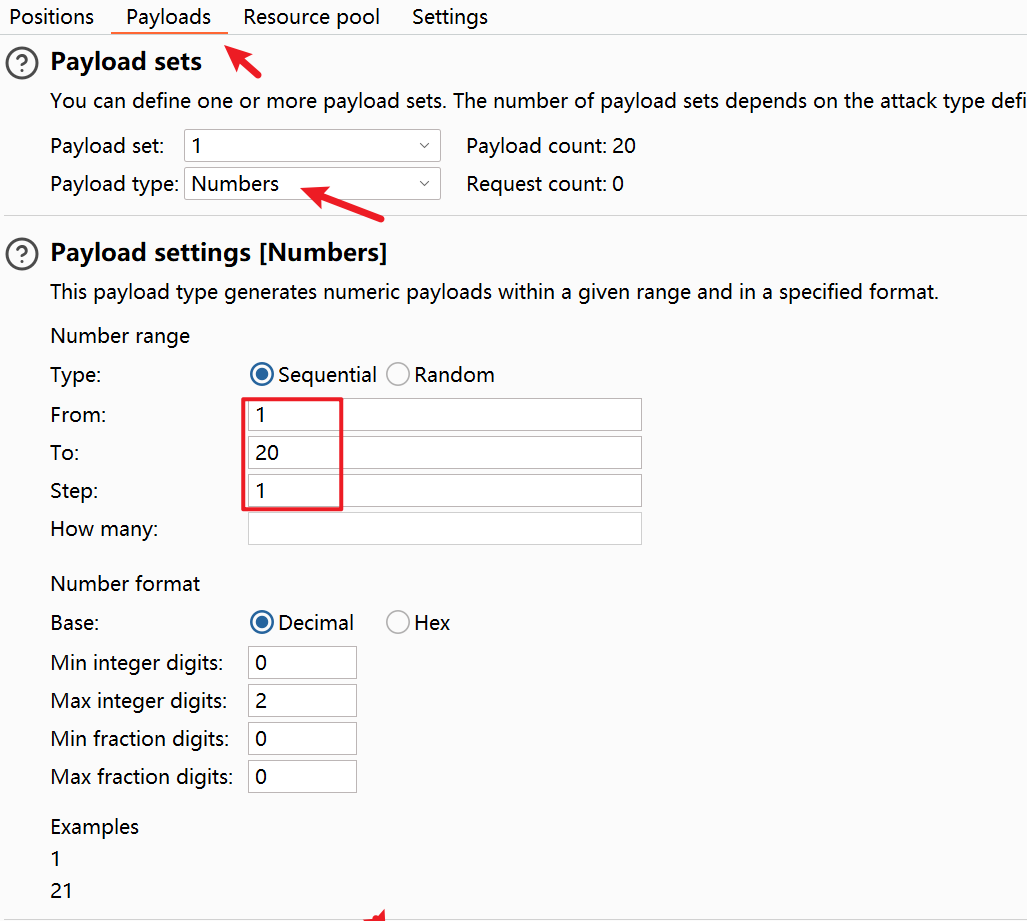 Positions Payloads Resource pool Settings
Payload sets
You can define one or more payload sets. The number of payload sets depends on the attack type defi
Payload set: 1 Payload count: 20
Payload type: Numbers Request count: 0
Payload settings [Numbers]
This payload type generates numeric payloads within a given range and in a specified format.
Number range
Type: Sequential Random
From: 1
To: 20
Step: 1
How many:
Number format
Base: Decimal Hex
Min integer digits: 0
Max integer digits: 2
Min fraction digits: 0
Max fraction digits: 0
Examples
1
21